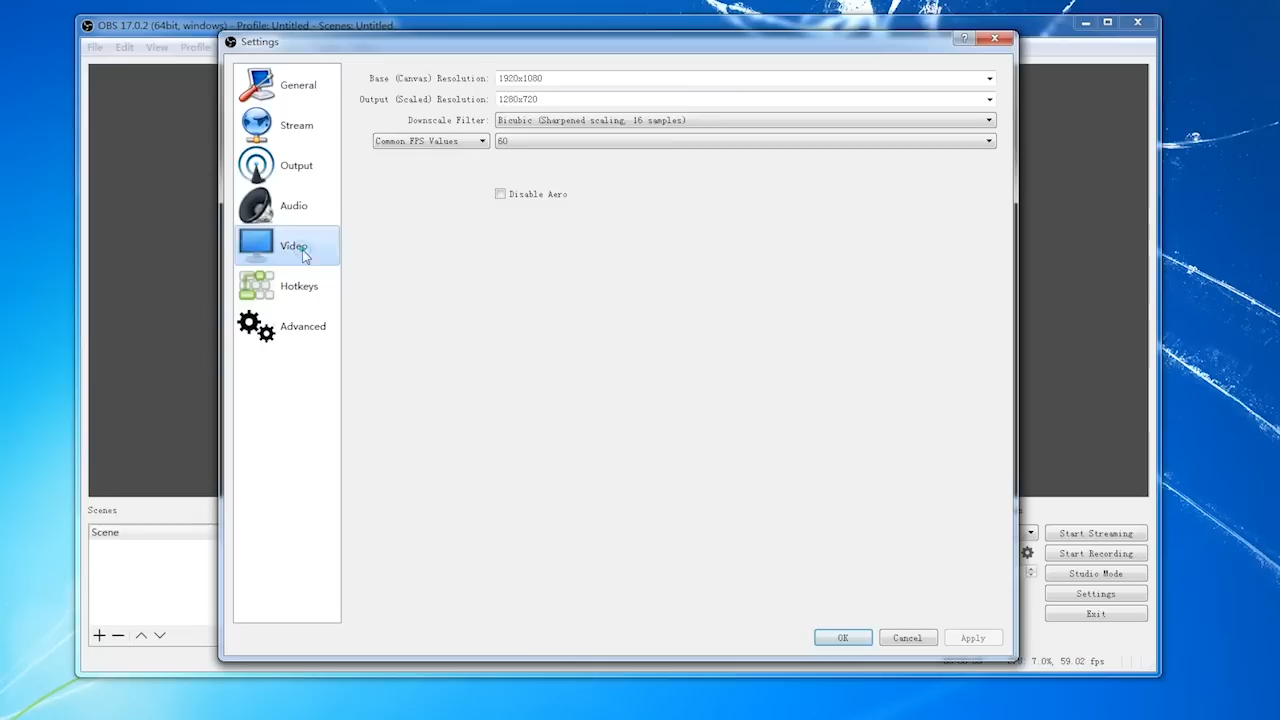 OBS 17.0.2 (64bit, windows) - Profile: Untitled - Scenes: Untitled
File Edit View Profile
Settings
General
Stream
Output
Audio
Video
Hotkeys
Advanced
Base (Canvas) Resolution: 1920x1080
Output (Scaled) Resolution: 1280x720
Downscale Filter: Bicubic (Sharpened scaling, 16 samples)
Common FPS Values 60
Disable Aero
OK Cancel Apply
Scenes
Scene
Start Streaming
Start Recording
Studio Mode
Settings
Exit
7.0%, 59.02 fps